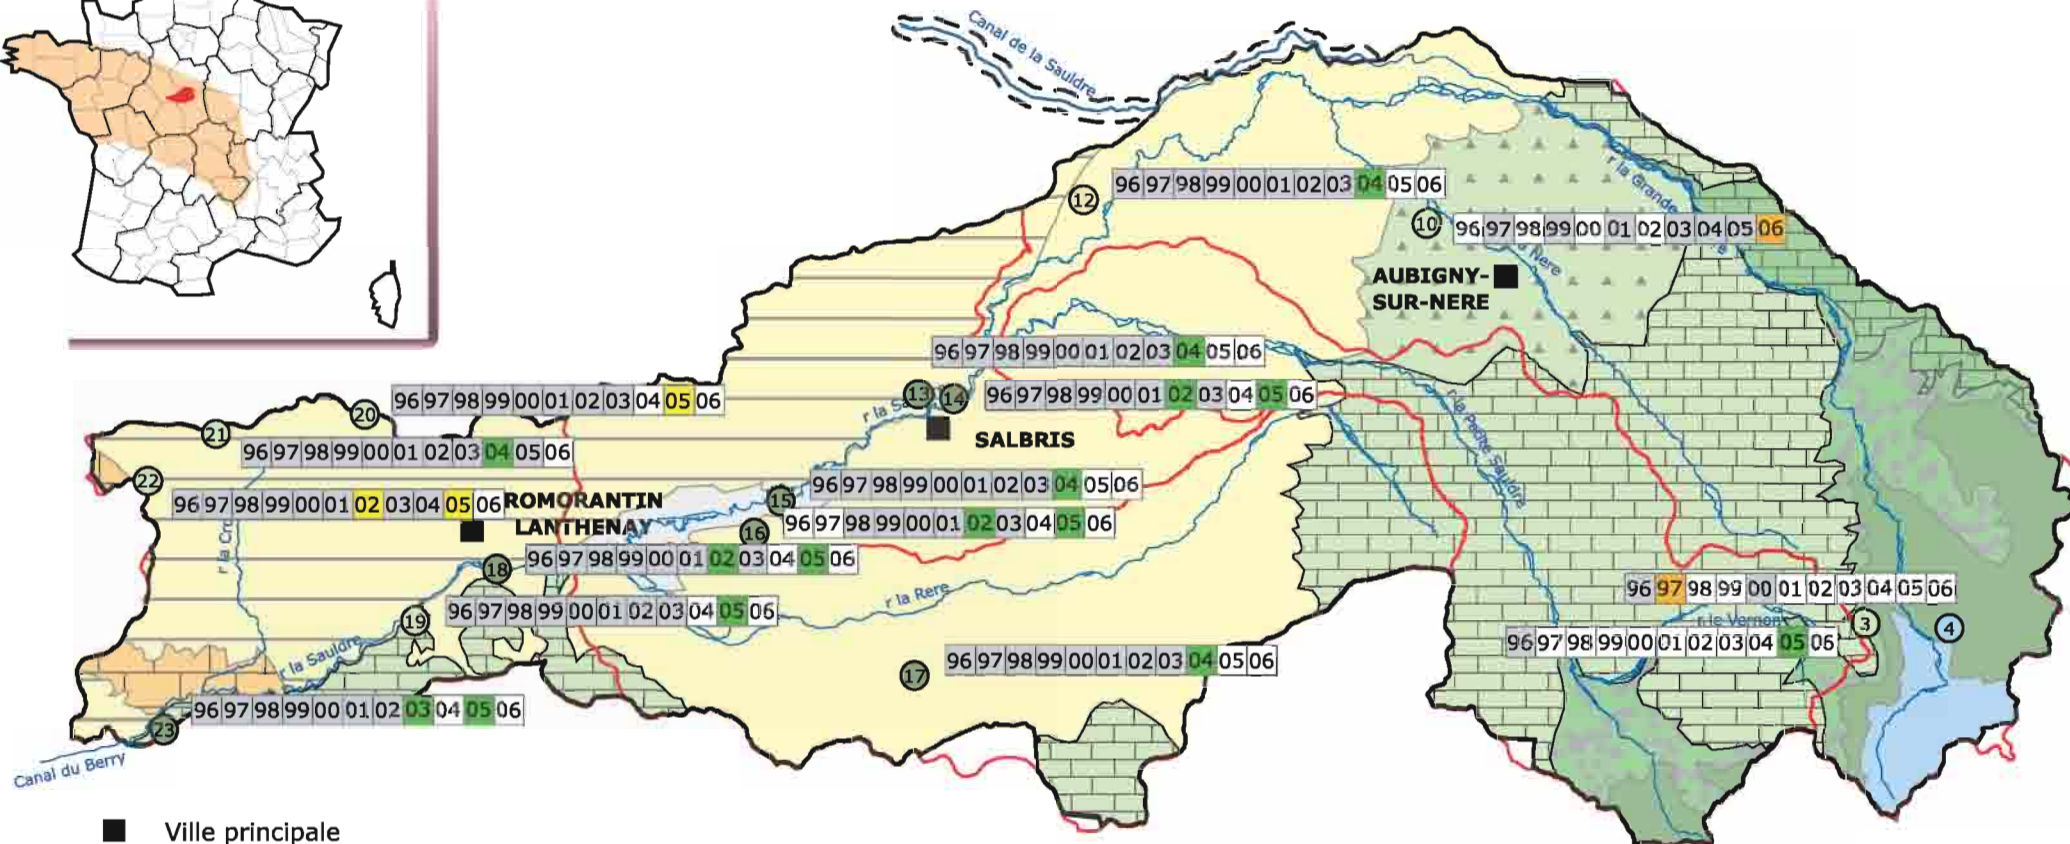 Canal de la Sauldre
12 96 97 98 99 00 01 02 03 04 05 06
r la Grande
10 96 97 98 99 00 01 02 03 04 05 06
Nere
AUBIGNY-
SUR-NERE
96 97 98 99 00 01 02 03 04 05 06
13 14 96 97 98 99 00 01 02 03 04 05 06
r la Sa
SALBRIS
r la Petite Sauldre
20 96 97 98 99 00 01 02 03 04 05 06
21 96 97 98 99 00 01 02 03 04 05 06
22 96 97 98 99 00 01 02 03 04 05 06
ROMORANTIN
LANTHENAY
r la Cro
15 96 97 98 99 00 01 02 03 04 05 06
16 96 97 98 99 00 01 02 03 04 05 06
18 96 97 98 99 00 01 02 03 04 05 06
r la Rere
19 96 97 98 99 00 01 02 03 04 05 06
96 97 98 99 00 01 02 03 04 05 06
r le Vernon
3 4
96 97 98 99 00 01 02 03 04 05 06
r la Sauldre
17 96 97 98 99 00 01 02 03 04 05 06
23 96 97 98 99 00 01 02 03 04 05 06
Canal du Berry
Ville principale